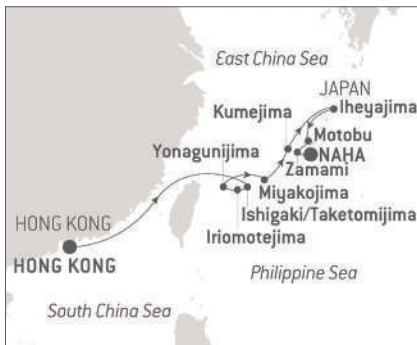 East China Sea
JAPAN
Iheyajima
Kumejima
Motobu
NAHA
Yonagunijima
Zamami
Miyakojima
HONG KONG
Ishigaki/Taketomijima
HONG KONG
Iriomotejima
Philippine Sea
South China Sea